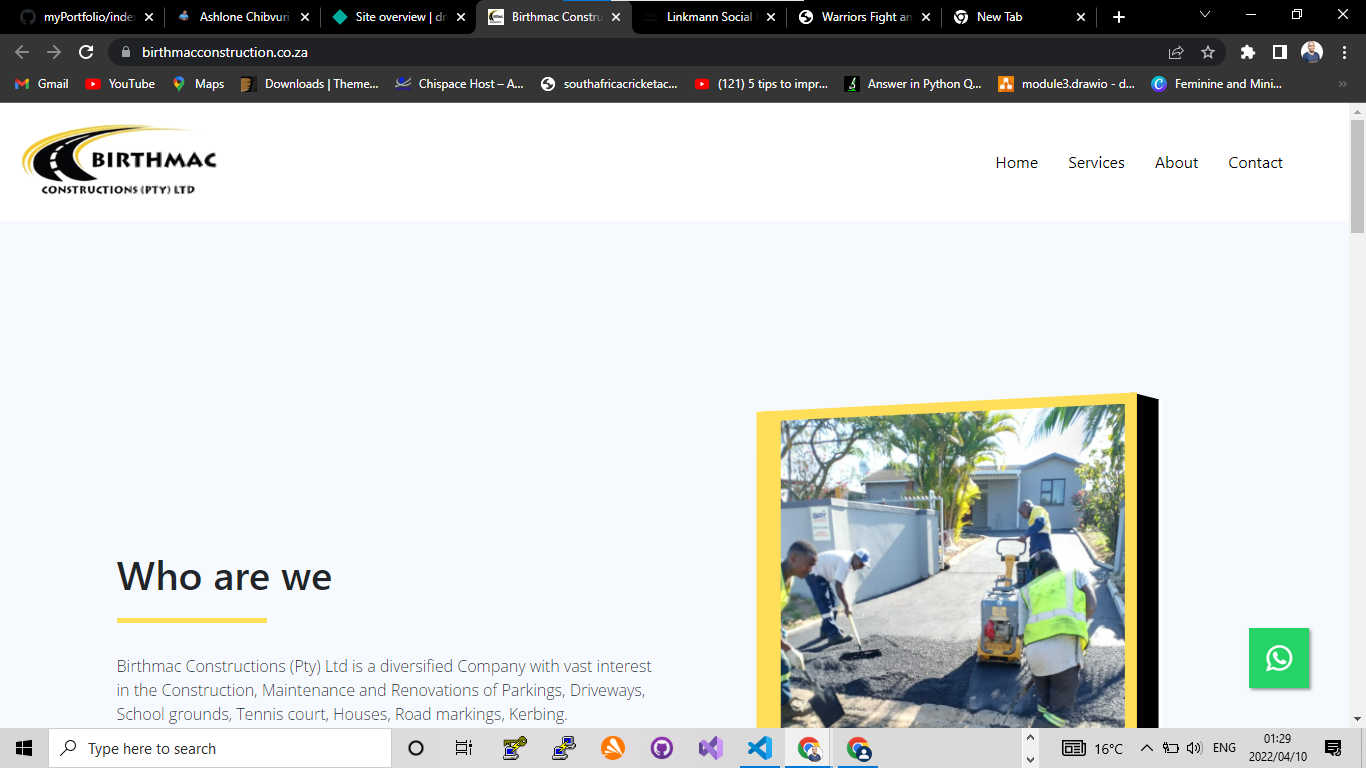 myPortfolio/inde
Ashlone Chibvuri
Site overview | dr
Birthmac Constru
Linkmann Social
Warriors Fight an
New Tab
birthmacconstruction.co.za
Gmail
YouTube
Maps
Downloads | Theme...
Chispace Host – A...
southafricacricketac...
(121) 5 tips to impr...
Answer in Python Q...
module3.drawio - d...
Feminine and Mini...
BIRTHMAC
CONSTRUCTIONS (PTY) LTD
Home
Services
About
Contact
Who are we
Birthmac Constructions (Pty) Ltd is a diversified Company with vast interest
in the Construction, Maintenance and Renovations of Parkings, Driveways,
School grounds, Tennis court, Houses, Road markings, Kerbing.
Type here to search
16°C
ENG
01:29
2022/04/10